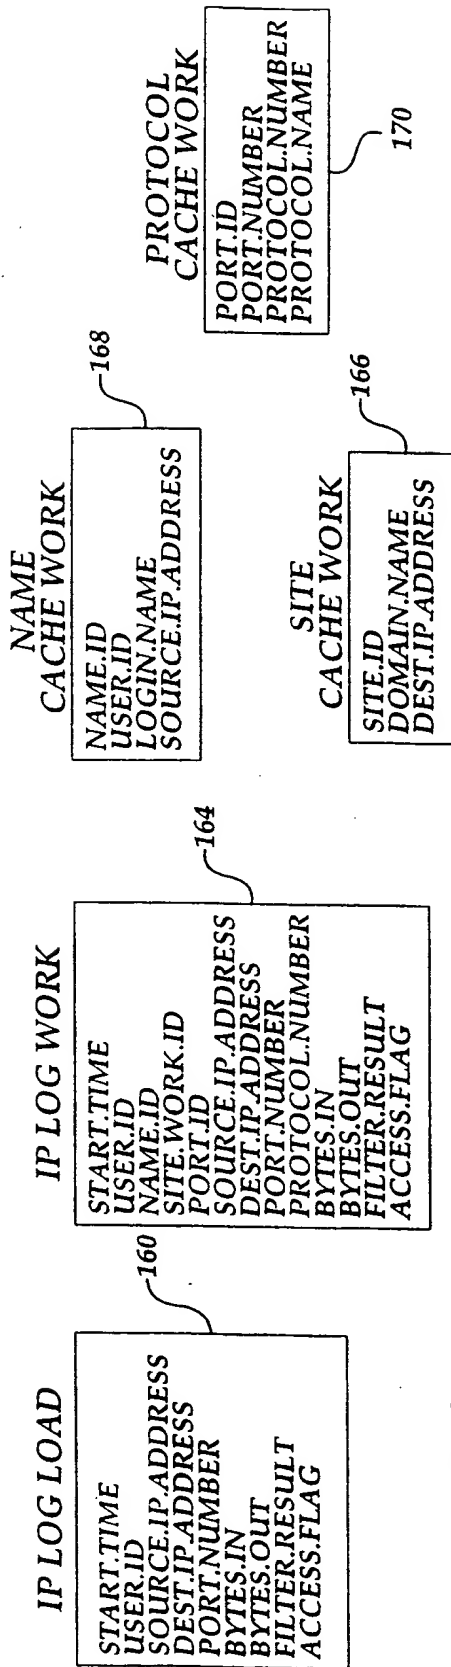 IP LOG LOAD
START.TIME
USER.ID
SOURCE.IP.ADDRESS
DEST.IP.ADDRESS
PORT.NUMBER
BYTES.IN
BYTES.OUT
FILTER.RESULT
ACCESS.FLAG
160
IP LOG WORK
START.TIME
USER.ID
NAME.ID
SITE.WORK.ID
PORT.ID
SOURCE.IP.ADDRESS
DEST.IP.ADDRESS
PORT.NUMBER
PROTOCOL.NUMBER
BYTES.IN
BYTES.OUT
FILTER.RESULT
ACCESS.FLAG
164
NAME
CACHE WORK
NAME.ID
USER.ID
LOGIN.NAME
SOURCE.IP.ADDRESS
168
SITE
CACHE WORK
SITE.ID
DOMAIN.NAME
DEST.IP.ADDRESS
166
PROTOCOL
CACHE WORK
PORT.ID
PORT.NUMBER
PROTOCOL.NUMBER
PROTOCOL.NAME
170